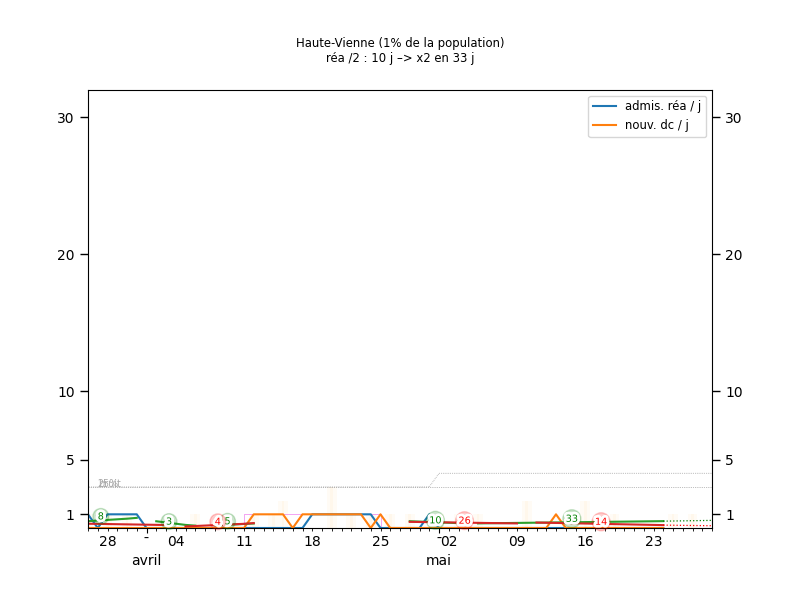 Haute-Vienne (1% de la population)
réa /2 : 10 j –> x2 en 33 j
admis. réa / j
nouv. dc / j
30 30
20 20
10 10
5 5
1 1
8 3 4 5 10 26 33 14
28 04 11 18 25 02 09 16 23
avril mai